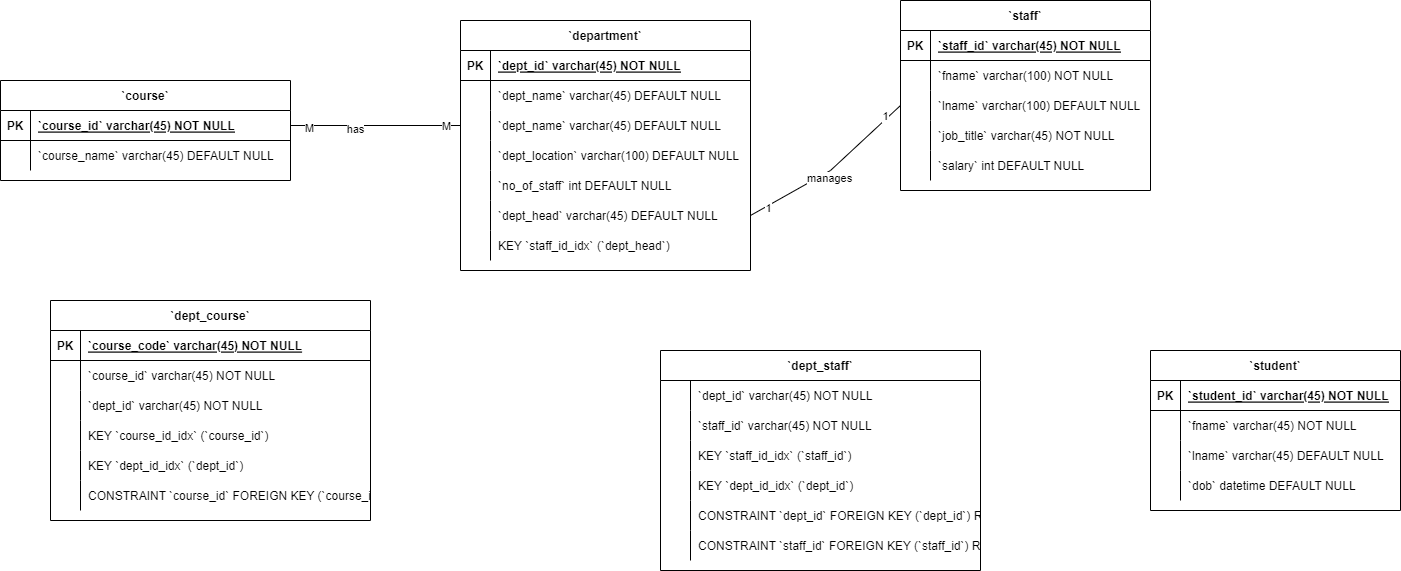 `course`
PK `course_id` varchar(45) NOT NULL
`course_name` varchar(45) DEFAULT NULL
M has M
`department`
PK `dept_id` varchar(45) NOT NULL
`dept_name` varchar(45) DEFAULT NULL
`dept_name` varchar(45) DEFAULT NULL
`dept_location` varchar(100) DEFAULT NULL
`no_of_staff` int DEFAULT NULL
`dept_head` varchar(45) DEFAULT NULL
KEY `staff_id_idx` (`dept_head`)
1 manages 1
`staff`
PK `staff_id` varchar(45) NOT NULL
`fname` varchar(100) NOT NULL
`lname` varchar(100) DEFAULT NULL
`job_title` varchar(45) NOT NULL
`salary` int DEFAULT NULL
`dept_course`
PK `course_code` varchar(45) NOT NULL
`course_id` varchar(45) NOT NULL
`dept_id` varchar(45) NOT NULL
KEY `course_id_idx` (`course_id`)
KEY `dept_id_idx` (`dept_id`)
CONSTRAINT `course_id` FOREIGN KEY (`course_i
`dept_staff`
`dept_id` varchar(45) NOT NULL
`staff_id` varchar(45) NOT NULL
KEY `staff_id_idx` (`staff_id`)
KEY `dept_id_idx` (`dept_id`)
CONSTRAINT `dept_id` FOREIGN KEY (`dept_id`) R
CONSTRAINT `staff_id` FOREIGN KEY (`staff_id`) R
`student`
PK `student_id` varchar(45) NOT NULL
`fname` varchar(45) NOT NULL
`lname` varchar(45) DEFAULT NULL
`dob` datetime DEFAULT NULL